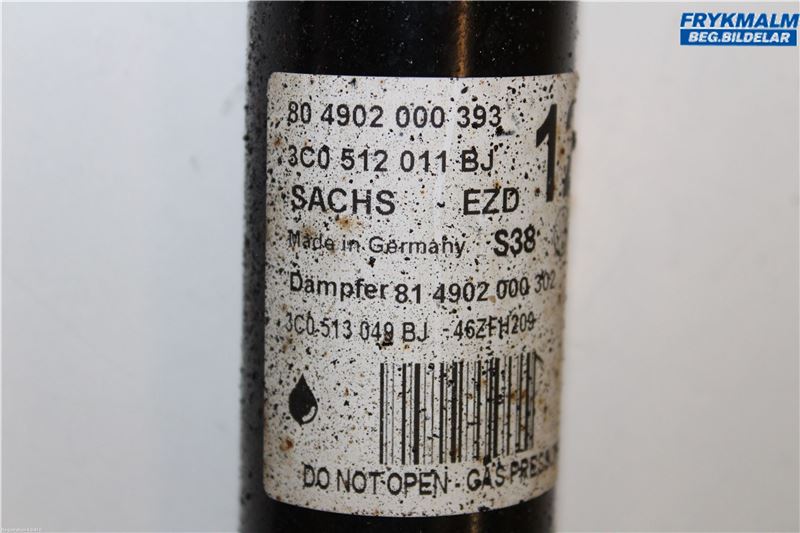 FRYKMALM
BEG.BILDELAR
80 4902 000 393
3C0 512 011 BJ
SACHS EZD
Made in Germany S38
Dämpfer 81 4902 000 302
3C0 513 049 BJ -46ZFH209
DO NOT OPEN - GAS